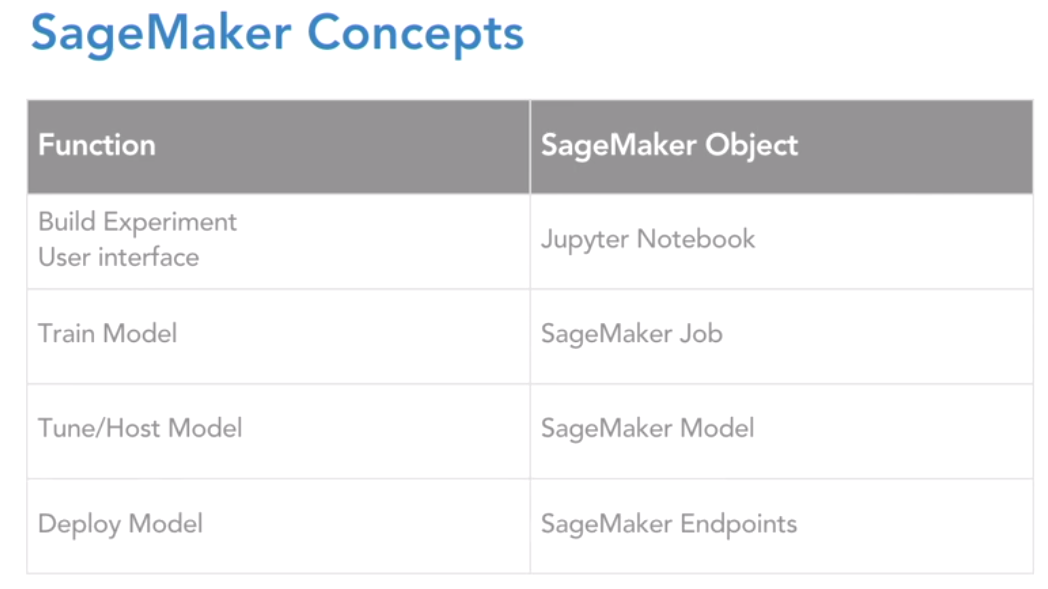 SageMaker Concepts
Function
SageMaker Object
Build Experiment
User interface
Jupyter Notebook
Train Model
SageMaker Job
Tune/Host Model
SageMaker Model
Deploy Model
SageMaker Endpoints